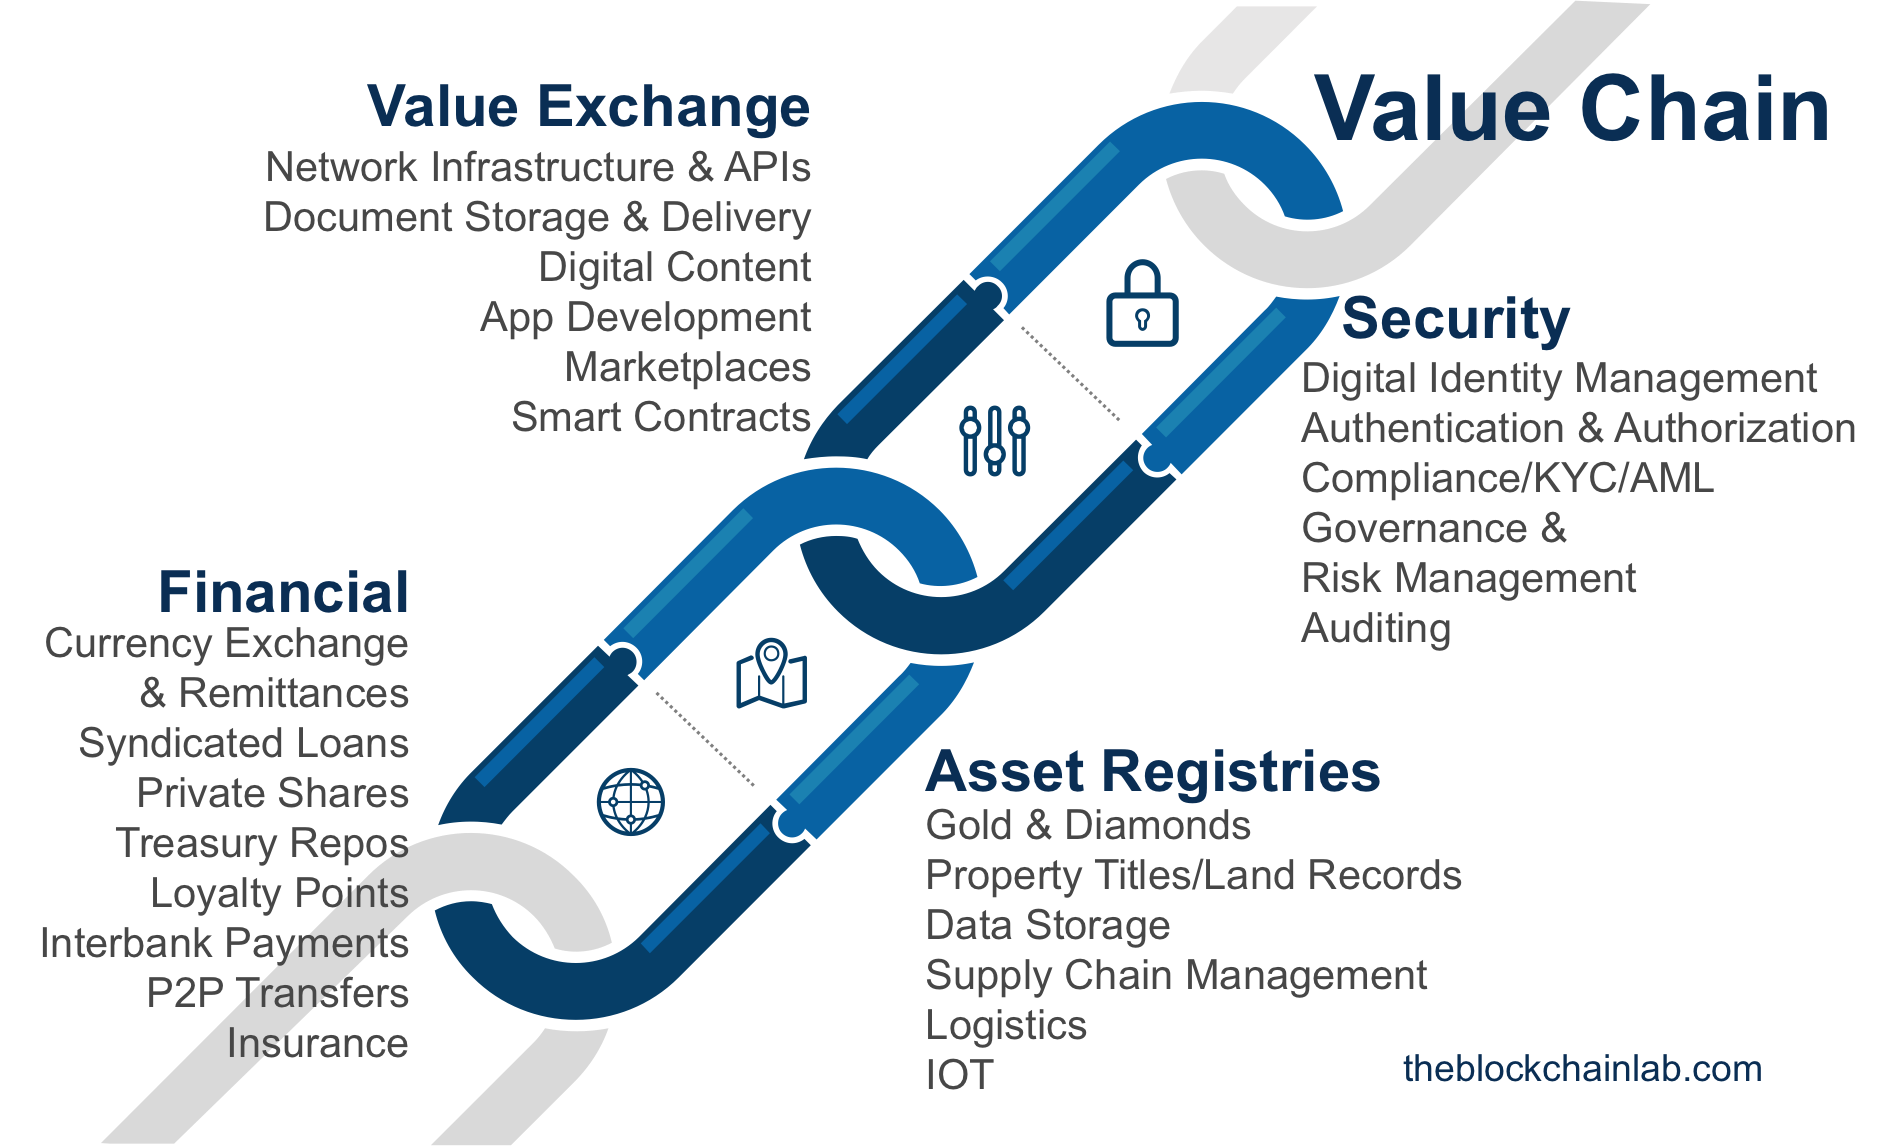 Value Chain
Value Exchange
Network Infrastructure & APIs
Document Storage & Delivery
Digital Content
App Development
Marketplaces
Smart Contracts
Security
Digital Identity Management
Authentication & Authorization
Compliance/KYC/AML
Governance &
Risk Management
Auditing
Financial
Currency Exchange
& Remittances
Syndicated Loans
Private Shares
Treasury Repos
Loyalty Points
Interbank Payments
P2P Transfers
Insurance
Asset Registries
Gold & Diamonds
Property Titles/Land Records
Data Storage
Supply Chain Management
Logistics
IOT
theblockchainlab.com